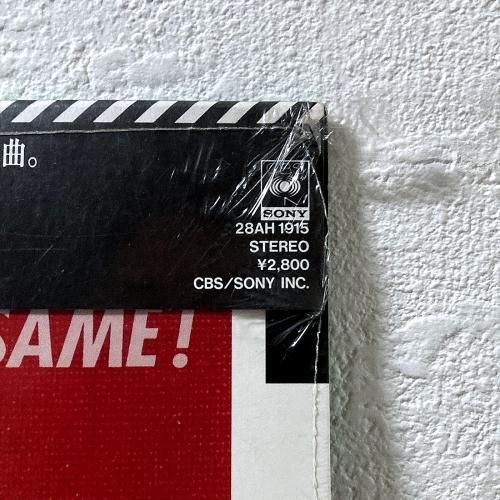 曲。
SONY
28AH 1915
STEREO
¥2,800
CBS/SONY INC.
SAME!